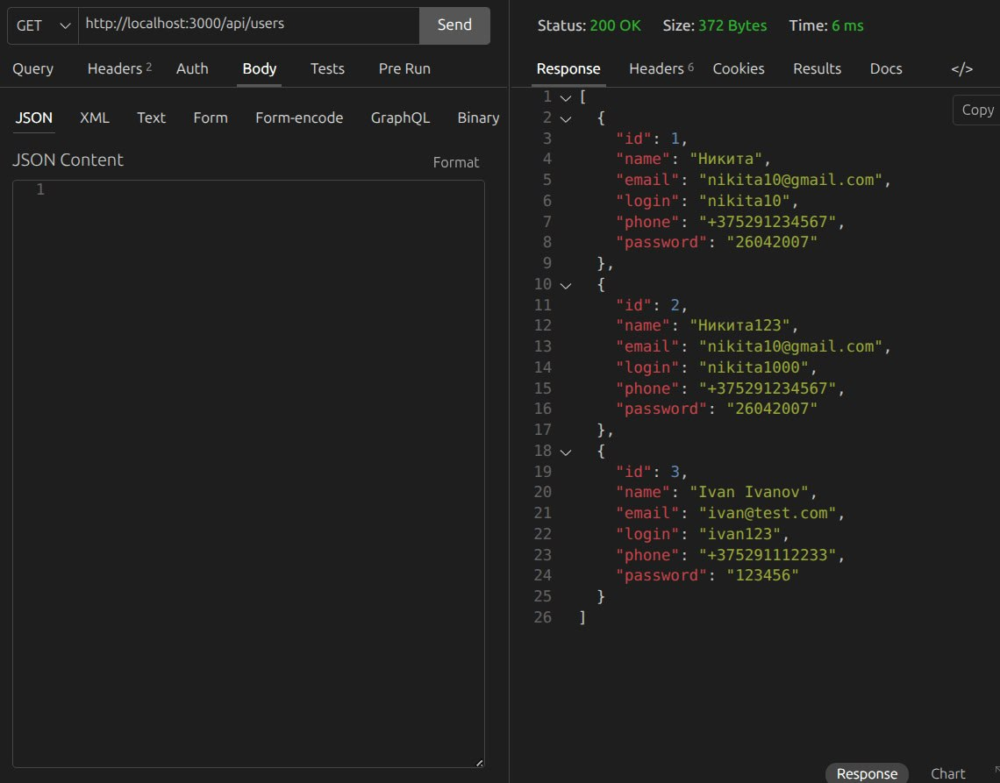 GET http://localhost:3000/api/users Send
Query Headers 2 Auth Body Tests Pre Run
JSON XML Text Form Form-encode GraphQL Binary
JSON Content Format
1
Status: 200 OK Size: 372 Bytes Time: 6 ms
Response Headers 6 Cookies Results Docs </>
Copy
1 [
2 {
3 "id": 1,
4 "name": "Никита",
5 "email": "nikita10@gmail.com",
6 "login": "nikita10",
7 "phone": "+375291234567",
8 "password": "26042007"
9 },
10 {
11 "id": 2,
12 "name": "Никита123",
13 "email": "nikita10@gmail.com",
14 "login": "nikita1000",
15 "phone": "+375291234567",
16 "password": "26042007"
17 },
18 {
19 "id": 3,
20 "name": "Ivan Ivanov",
21 "email": "ivan@test.com",
22 "login": "ivan123",
23 "phone": "+375291112233",
24 "password": "123456"
25 }
26 ]
Response Chart